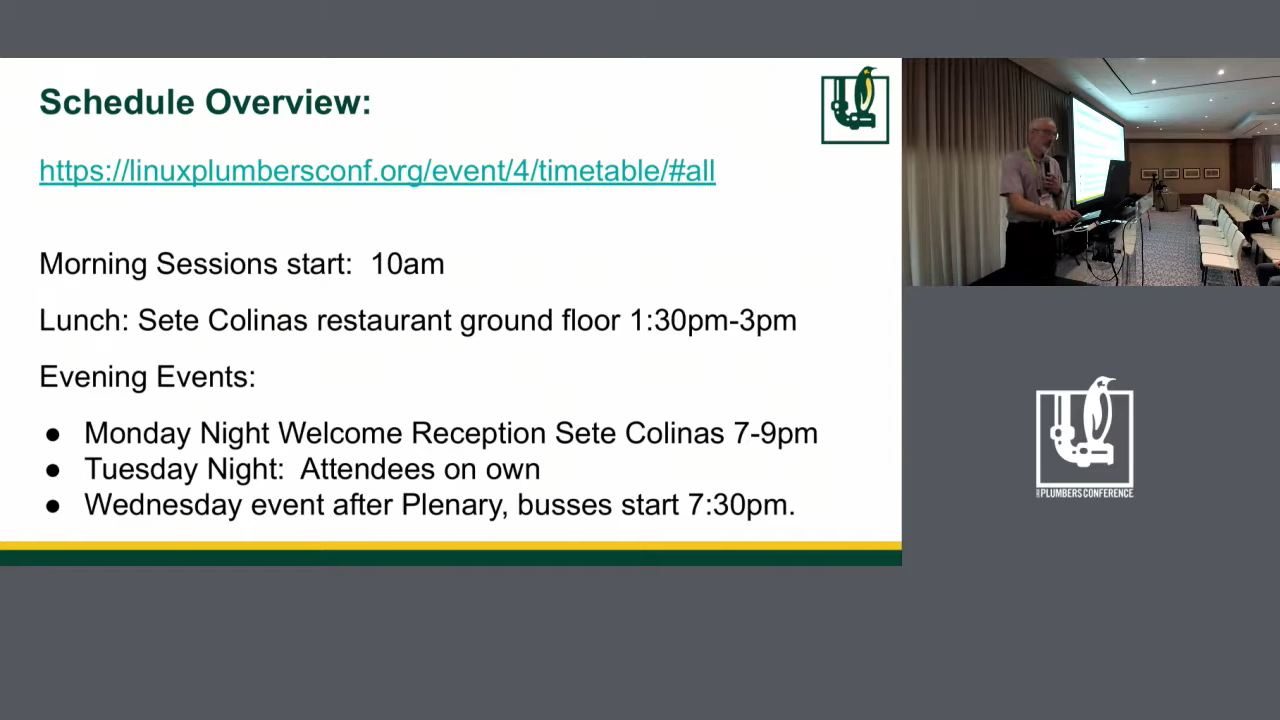 Schedule Overview:
https://linuxplumbersconf.org/event/4/timetable/#all
Morning Sessions start: 10am
Lunch: Sete Colinas restaurant ground floor 1:30pm-3pm
Evening Events:
● Monday Night Welcome Reception Sete Colinas 7-9pm
● Tuesday Night: Attendees on own
● Wednesday event after Plenary, busses start 7:30pm.
PLUMBERS CONFERENCE